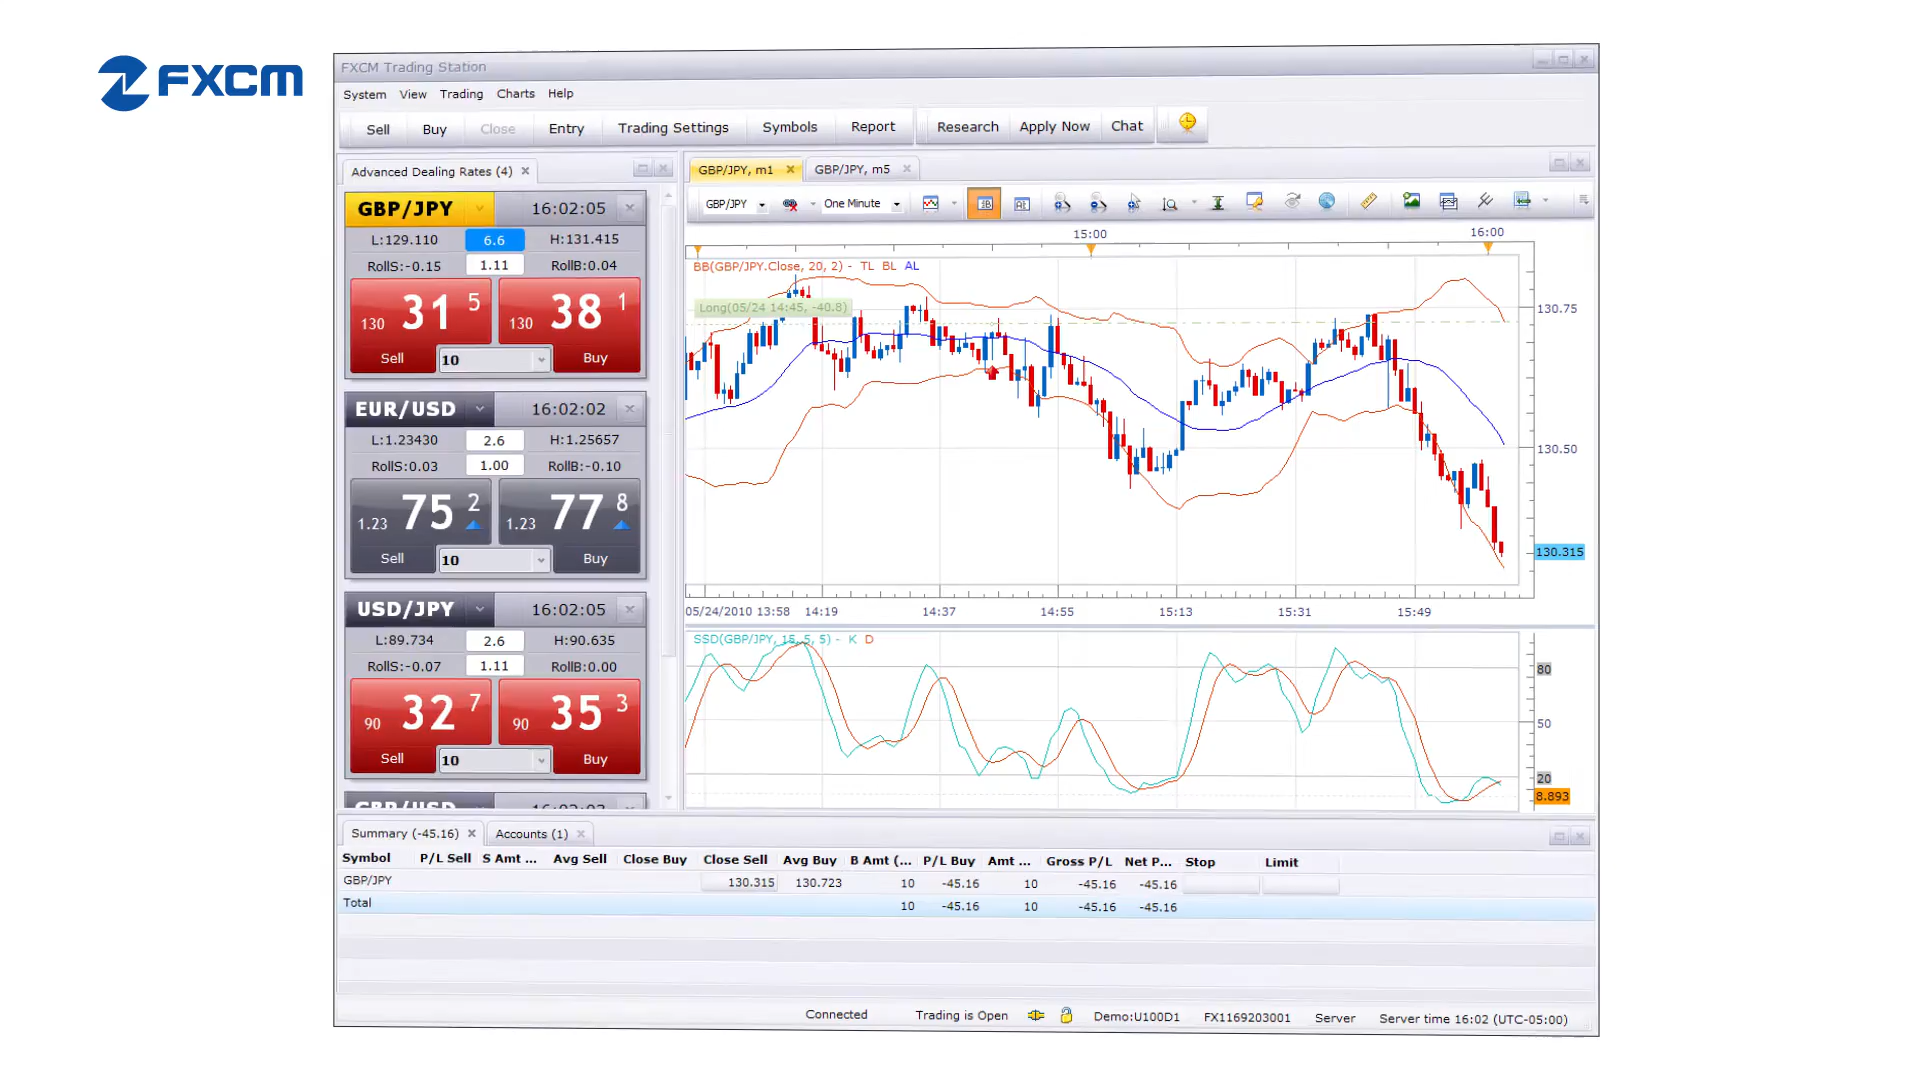 FXCM
FXCM Trading Station
System View Trading Charts Help
Sell Buy Close Entry Trading Settings Symbols Report Research Apply Now Chat
Advanced Dealing Rates (4)
GBP/JPY 16:02:05
L:129.110 6.6 H:131.415
RollS:-0.15 1.11 RollB:0.04
130 31 5 130 38 1
Sell 10 Buy
EUR/USD 16:02:02
L:1.23430 2.6 H:1.25657
RollS:0.03 1.00 RollB:-0.10
1.23 75 2 1.23 77 8
Sell 10 Buy
USD/JPY 16:02:05
L:89.734 2.6 H:90.635
RollS:-0.07 1.11 RollB:0.00
90 32 7 90 35 3
Sell 10 Buy
GBP/USD
GBP/JPY, m1 GBP/JPY, m5
GBP/JPY One Minute
15:00 16:00
BB(GBP/JPY.Close, 20, 2) - TL BL AL
Long(05/24 14:45, -40.8)
130.75
130.50
130.315
05/24/2010 13:58 14:19 14:37 14:55 15:13 15:31 15:49
SSD(GBP/JPY, 15, 5, 5) - K D
80
50
20
8.893
Summary (-45.16) Accounts (1)
Symbol P/L Sell S Amt ... Avg Sell Close Buy Close Sell Avg Buy B Amt (... P/L Buy Amt ... Gross P/L Net P... Stop Limit
GBP/JPY 130.315 130.723 10 -45.16 10 -45.16 -45.16
Total 10 -45.16 10 -45.16 -45.16
Connected Trading is Open Demo:U100D1 FX1169203001 Server Server time 16:02 (UTC-05:00)